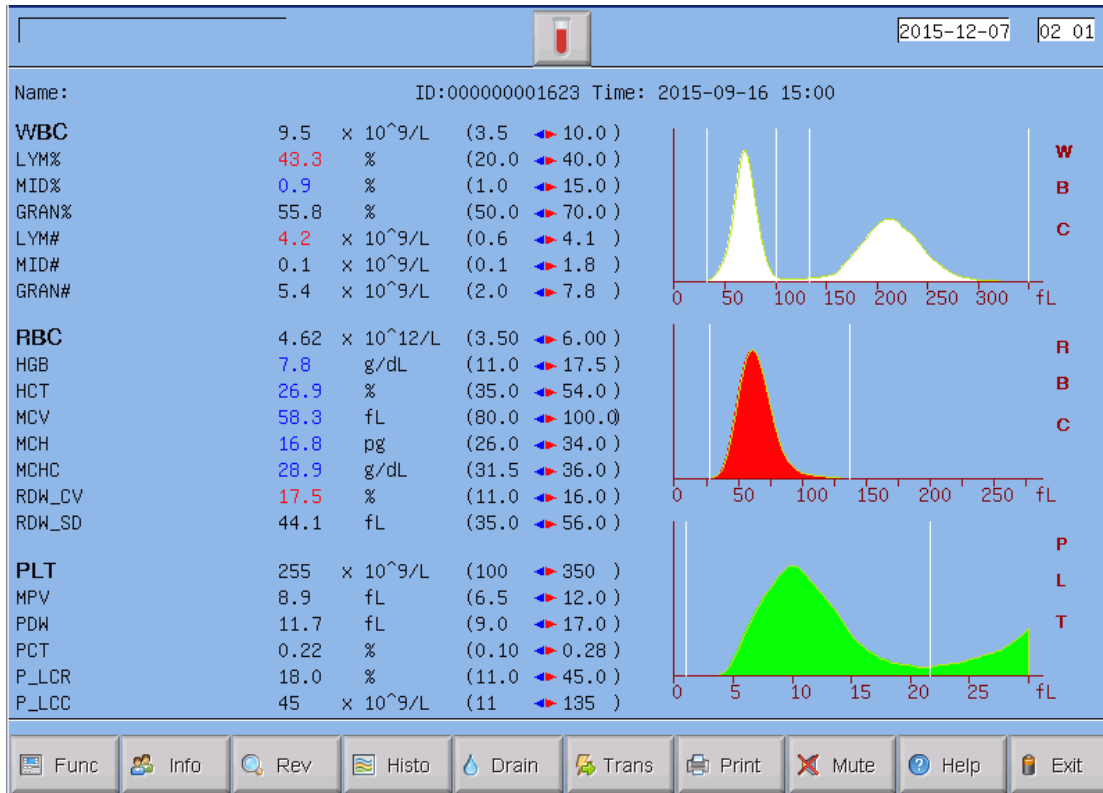 2015-12-07 02 01
Name: ID:000000001623 Time: 2015-09-16 15:00
WBC 9.5 x 10^9/L (3.5 10.0 )
LYM% 43.3 % (20.0 40.0 )
MID% 0.9 % (1.0 15.0 )
GRAN% 55.8 % (50.0 70.0 )
LYM# 4.2 x 10^9/L (0.6 4.1 )
MID# 0.1 x 10^9/L (0.1 1.8 )
GRAN# 5.4 x 10^9/L (2.0 7.8 )
WBC
0 50 100 150 200 250 300 fL
RBC 4.62 x 10^12/L (3.50 6.00 )
HGB 7.8 g/dL (11.0 17.5 )
HCT 26.9 % (35.0 54.0 )
MCV 58.3 fL (80.0 100.0)
MCH 16.8 pg (26.0 34.0 )
MCHC 28.9 g/dL (31.5 36.0 )
RDW_CV 17.5 % (11.0 16.0 )
RDW_SD 44.1 fL (35.0 56.0 )
RBC
0 50 100 150 200 250 fL
PLT 255 x 10^9/L (100 350 )
MPV 8.9 fL (6.5 12.0 )
PDW 11.7 fL (9.0 17.0 )
PCT 0.22 % (0.10 0.28 )
P_LCR 18.0 % (11.0 45.0 )
P_LCC 45 x 10^9/L (11 135 )
PLT
0 5 10 15 20 25 fL
Func Info Rev Histo Drain Trans Print Mute Help Exit